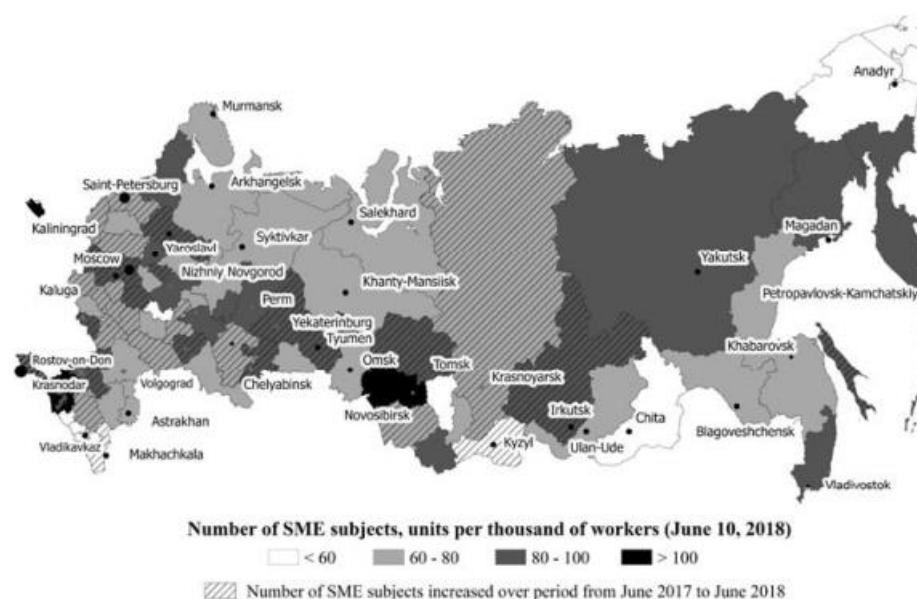 Anadyr
Murmansk
Saint-Petersburg
Arkhangelsk
Kaliningrad
Salekhard
Yaroslavl
Syktivkar
Magadan
Moscow
Yakutsk
Nizhniy Novgorod
Kaluga
Khanty-Mansiisk
Petropavlovsk-Kamchatskiy
Perm
Yekaterinburg
Tyumen
Khabarovsk
Rostov-on-Don
Omsk
Tomsk
Krasnodar
Volgograd
Chelyabinsk
Krasnoyarsk
Astrakhan
Novosibirsk
Irkutsk
Chita
Vladikavkaz
Kyzyl
Ulan-Ude
Blagoveshchensk
Makhachkala
Vladivostok
Number of SME subjects, units per thousand of workers (June 10, 2018)
< 60 60 - 80 80 - 100 > 100
Number of SME subjects increased over period from June 2017 to June 2018